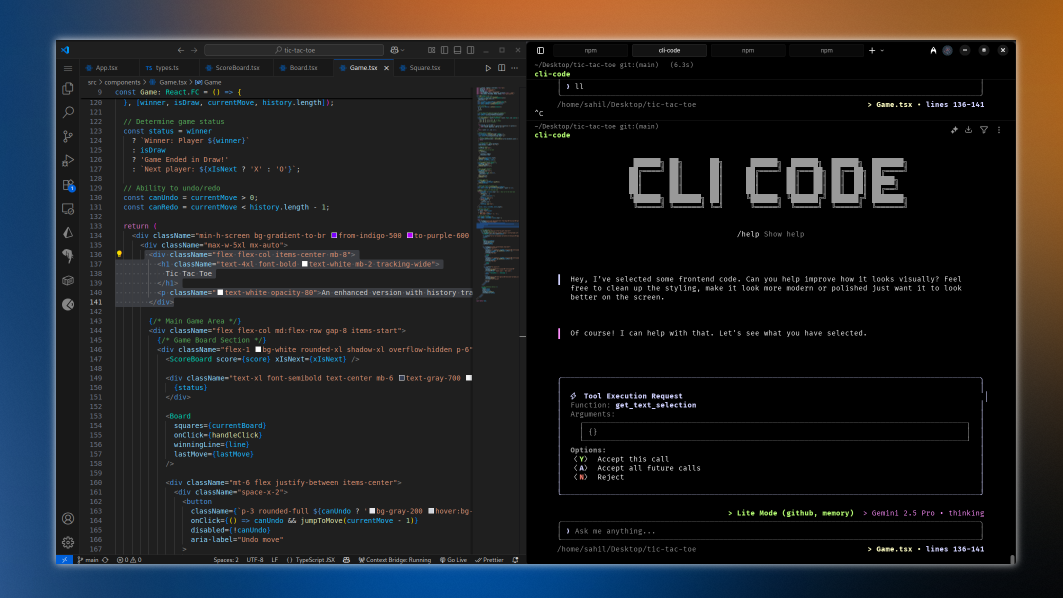 tic-tac-toe
App.tsx
types.ts
ScoreBoard.tsx
Board.tsx
Game.tsx
Square.tsx
src > components > Game.tsx > Game
9 const Game: React.FC = () => {
120 }, [winner, isDraw, currentMove, history.length]);
121
122 // Determine game status
123 const status = winner
124 ? `Winner: Player ${winner}`
125 : isDraw
126 ? 'Game Ended in Draw!'
127 : `Next player: ${xIsNext ? 'X' : 'O'}`;
128
129 // Ability to undo/redo
130 const canUndo = currentMove > 0;
131 const canRedo = currentMove < history.length - 1;
132
133 return (
134 <div className="min-h-screen bg-gradient-to-br from-indigo-500 to-purple-600
135 <div className="max-w-5xl mx-auto">
136 <div className="flex flex-col items-center mb-8">
137 <h1 className="text-4xl font-bold text-white mb-2 tracking-wide">
138 Tic Tac Toe
139 </h1>
140 <p className="text-white-opacity-80">An enhanced version with history tra
141 </div>
142
143 {/* Main Game Area */}
144 <div className="flex flex-col md:flex-row gap-8 items-start">
145 {/* Game Board Section */}
146 <div className="flex-1 bg-white rounded-xl shadow-xl overflow-hidden p-6"
147 <ScoreBoard score={score} xIsNext={xIsNext} />
148
149 <div className="text-xl font-semibold text-center mb-6 text-gray-700
150 {status}
151 </div>
152
153 <Board
154 squares={currentBoard}
155 onClick={handleClick}
156 winningLine={line}
157 lastMove={lastMove}
158 />
159
160 <div className="mt-6 flex justify-between items-center">
161 <div className="space-x-2">
162 <button
163 className={`p-3 rounded-full ${canUndo ? 'bg-gray-200 hover:bg-
164 onClick={() => canUndo && jumpToMove(currentMove - 1)}
165 disabled={!canUndo}
166 aria-label="Undo move"
167 >
main 0 0 Spaces: 2 UTF-8 LF {} TypeScript JSX Context Bridge: Running Go Live Prettier
npm
cli-code
npm
npm
~/Desktop/tic-tac-toe git:(main) (6.3s)
cli-code
❯ ll
/home/sahil/Desktop/tic-tac-toe > Game.tsx • lines 136-141
^C
~/Desktop/tic-tac-toe git:(main)
cli-code
CLI CODE
/help Show help
Hey, I've selected some frontend code. Can you help improve how it looks visually? Feel
free to clean up the styling, make it look more modern or polished just want it to look
better on the screen.
Of course! I can help with that. Let's see what you have selected.
Tool Execution Request
Function: get_text_selection
Arguments:
{}
Options:
<Y> Accept this call
<A> Accept all future calls
<N> Reject
> Lite Mode (github, memory) > Gemini 2.5 Pro • thinking
❯ Ask me anything...
/home/sahil/Desktop/tic-tac-toe > Game.tsx • lines 136-141